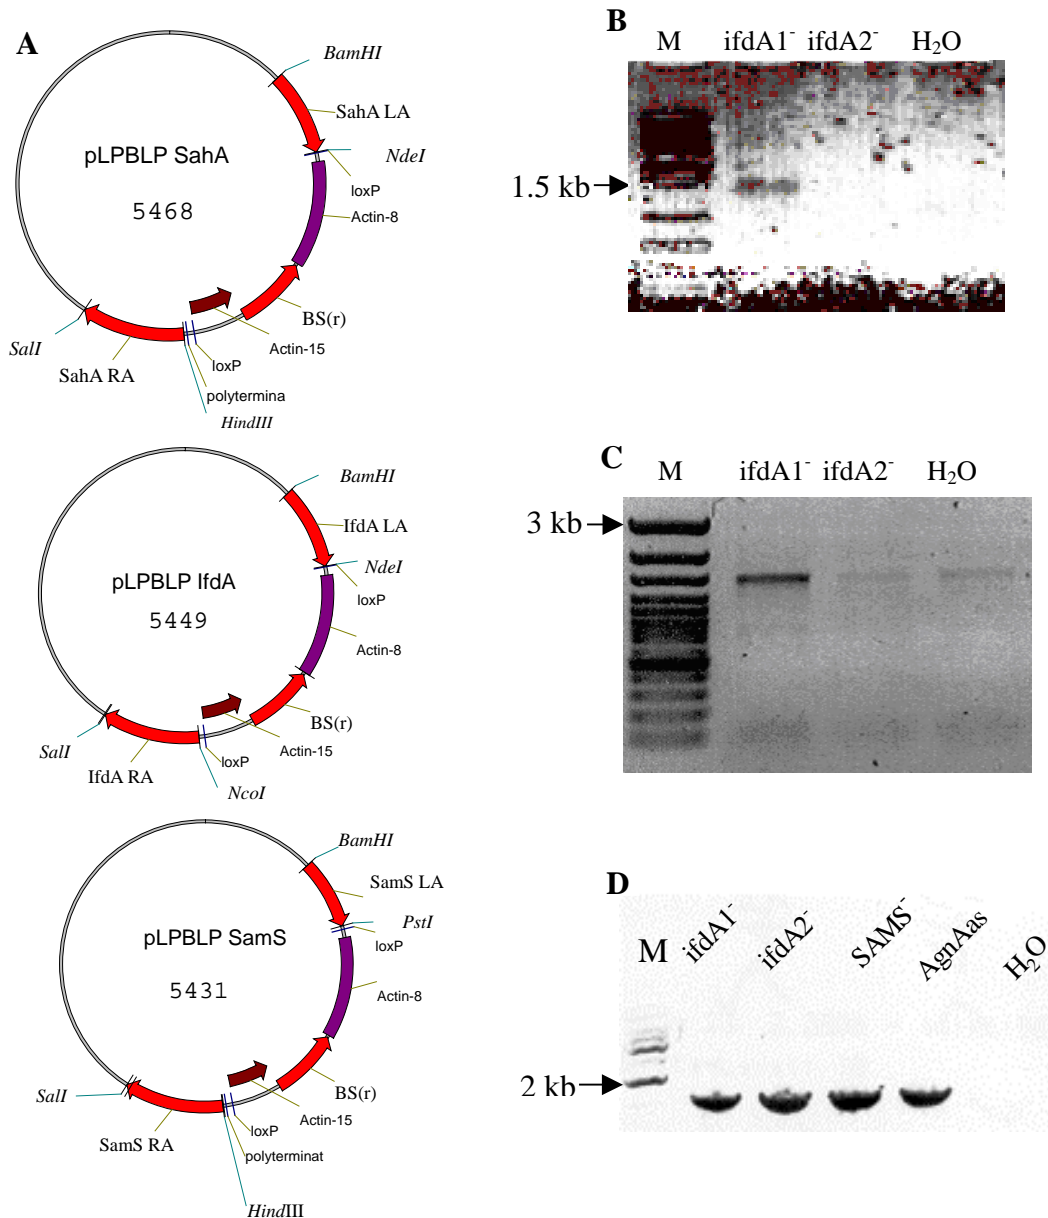 A
BamHI
SahA LA
NdeI
loxP
Actin-8
pLPBLP SahA
5468
BS(r)
Actin-15
loxP
polytermina
HindIII
SahA RA
SalI
BamHI
IfdA LA
NdeI
loxP
Actin-8
pLPBLP IfdA
5449
BS(r)
Actin-15
loxP
NcoI
IfdA RA
SalI
BamHI
SamS LA
PstI
loxP
Actin-8
pLPBLP SamS
5431
BS(r)
Actin-15
loxP
polyterminat
HindIII
SamS RA
SalI
B
M ifdA1⁻ ifdA2⁻ H₂O
1.5 kb
C
M ifdA1⁻ ifdA2⁻ H₂O
3 kb
D
M ifdA1⁻ ifdA2⁻ SAMS⁻ AgnAas H₂O
2 kb